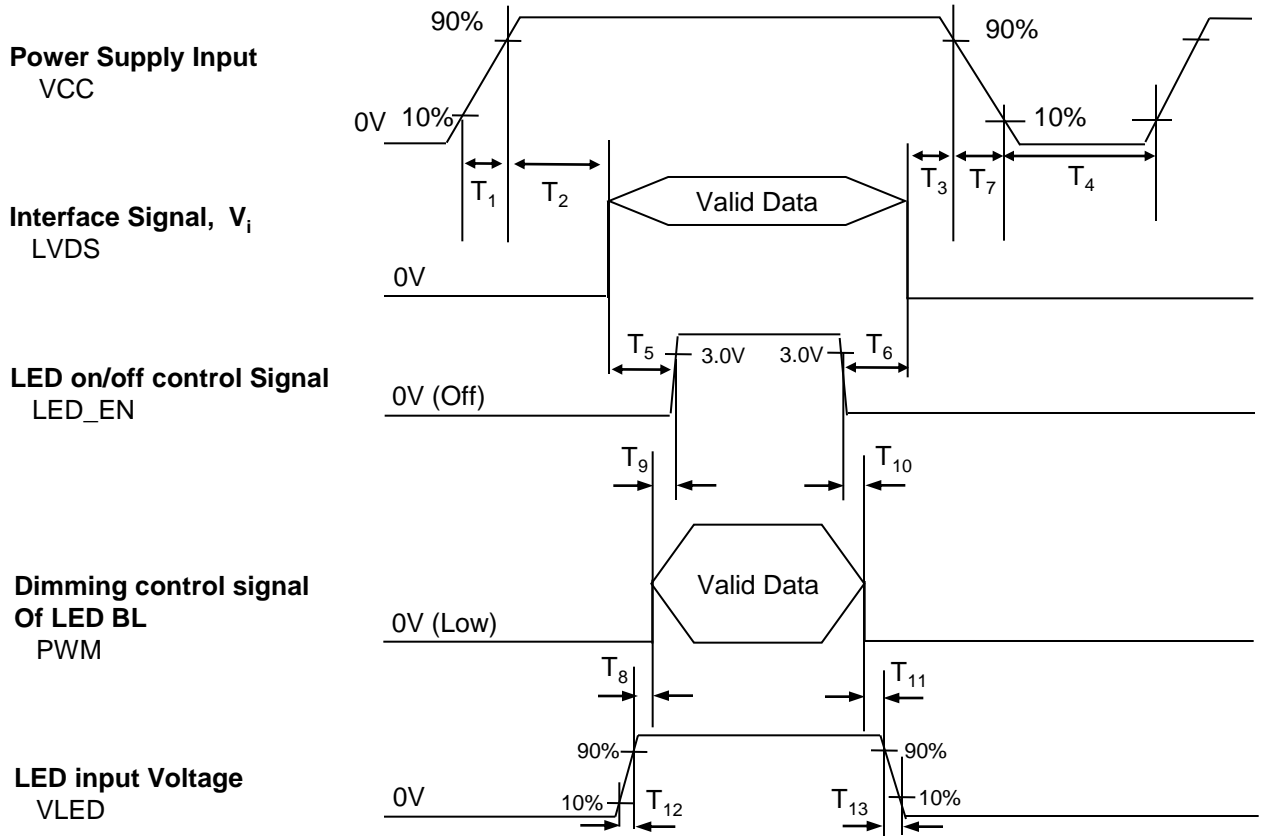 90%
90%
Power Supply Input
VCC
0V
10%
10%
T1
T2
T3
T7
T4
Valid Data
Interface Signal, Vi
LVDS
0V
T5
3.0V
3.0V
T6
LED on/off control Signal
LED_EN
0V (Off)
T9
T10
Dimming control signal
Of LED BL
PWM
Valid Data
0V (Low)
T8
T11
90%
90%
LED input Voltage
VLED
0V
10%
T12
T13
10%